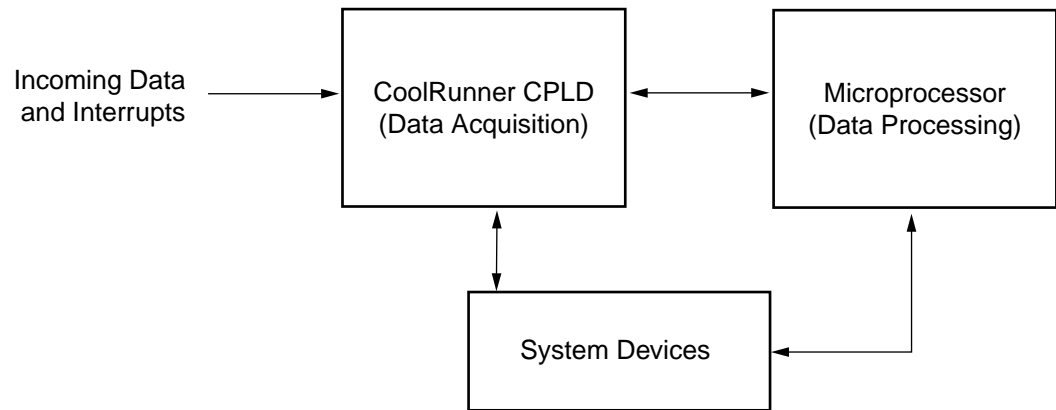 Incoming Data
and Interrupts
CoolRunner CPLD
(Data Acquisition)
Microprocessor
(Data Processing)
System Devices